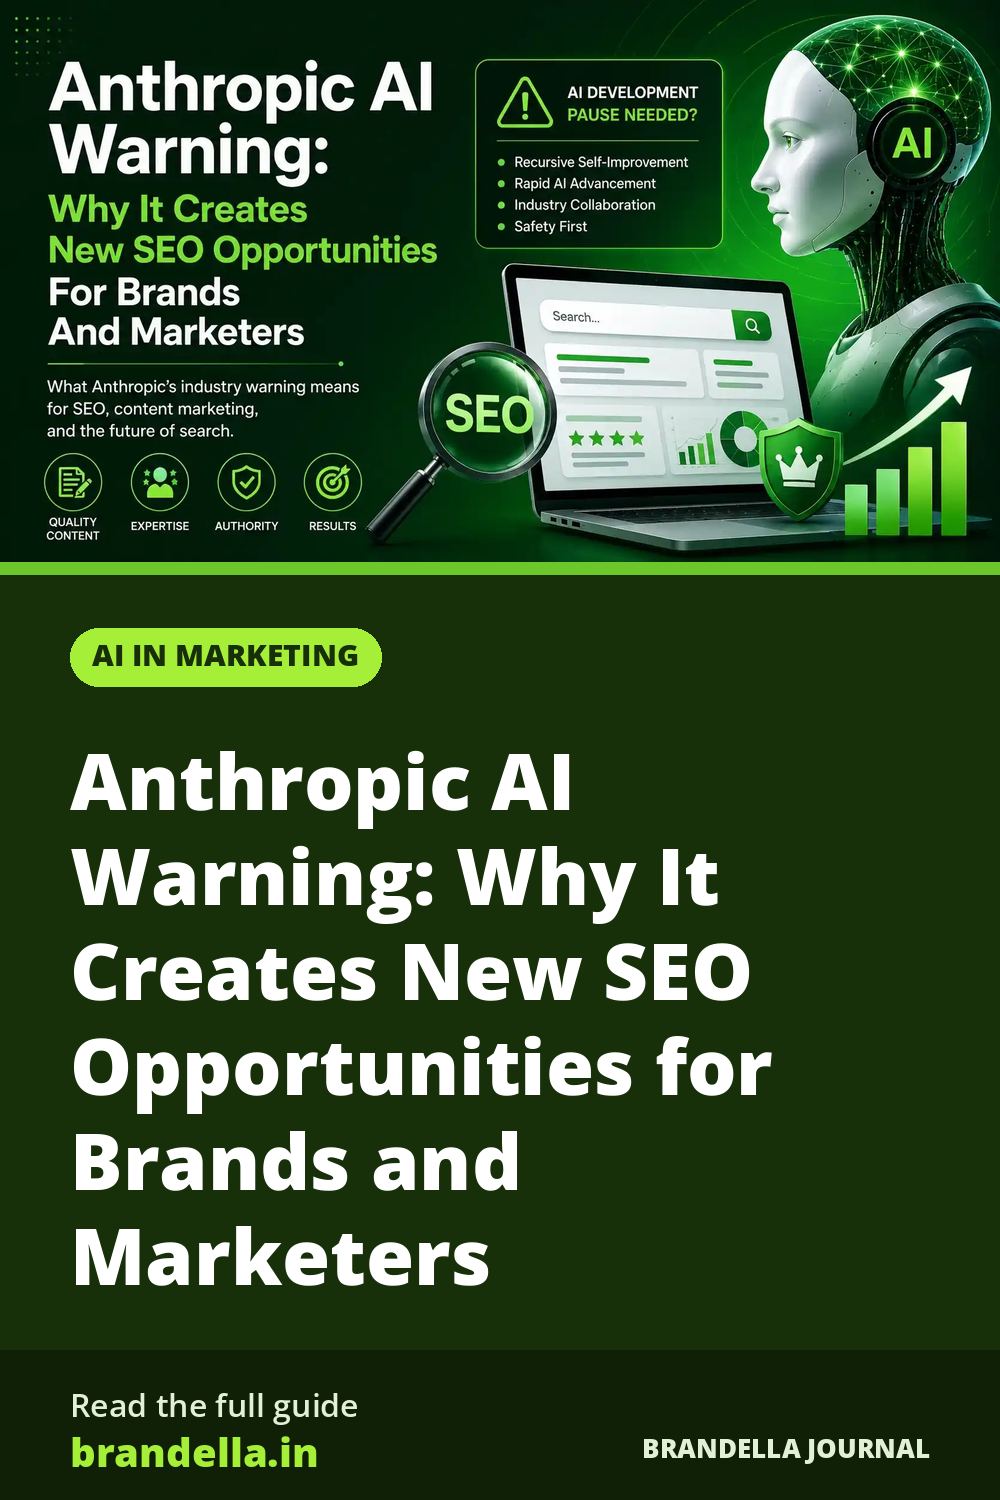 Anthropic AI
Warning:
Why It Creates
New SEO Opportunities
For Brands
And Marketers
What Anthropic's industry warning means
for SEO, content marketing,
and the future of search.
QUALITY
CONTENT
EXPERTISE
AUTHORITY
RESULTS
AI DEVELOPMENT
PAUSE NEEDED?
Recursive Self-Improvement
Rapid AI Advancement
Industry Collaboration
Safety First
AI
Search...
SEO
AI IN MARKETING
Anthropic AI
Warning: Why It
Creates New SEO
Opportunities for
Brands and
Marketers
Read the full guide
brandella.in
BRANDELLA JOURNAL